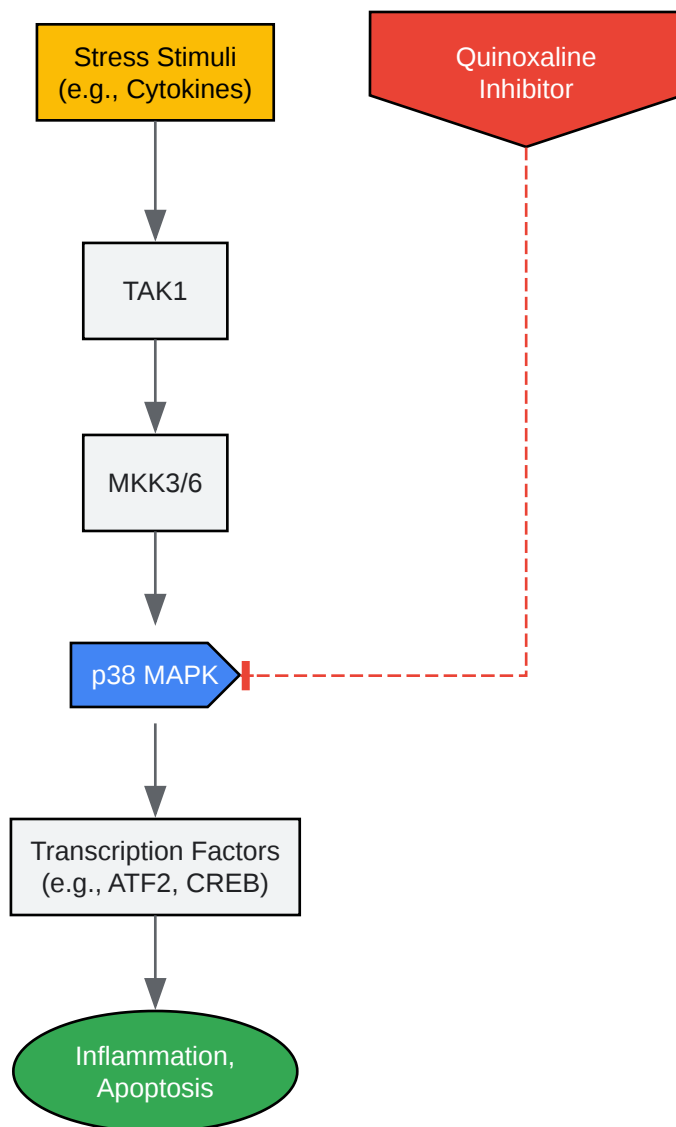 Stress Stimuli
(e.g., Cytokines)
Quinoxaline
Inhibitor
TAK1
MKK3/6
p38 MAPK
Transcription Factors
(e.g., ATF2, CREB)
Inflammation,
Apoptosis